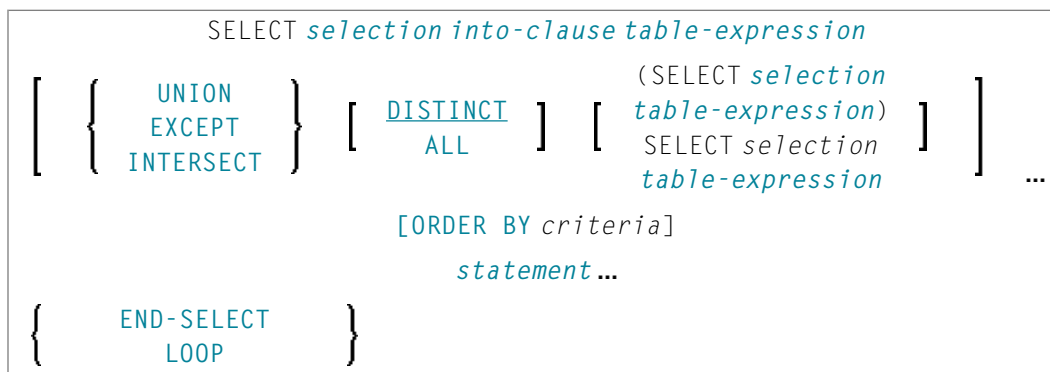 SELECT selection into-clause table-expression
[ { UNION
EXCEPT
INTERSECT } [ DISTINCT
ALL ] [ (SELECT selection
table-expression)
SELECT selection
table-expression ] ] ...
[ORDER BY criteria]
statement ...
{ END-SELECT
LOOP }